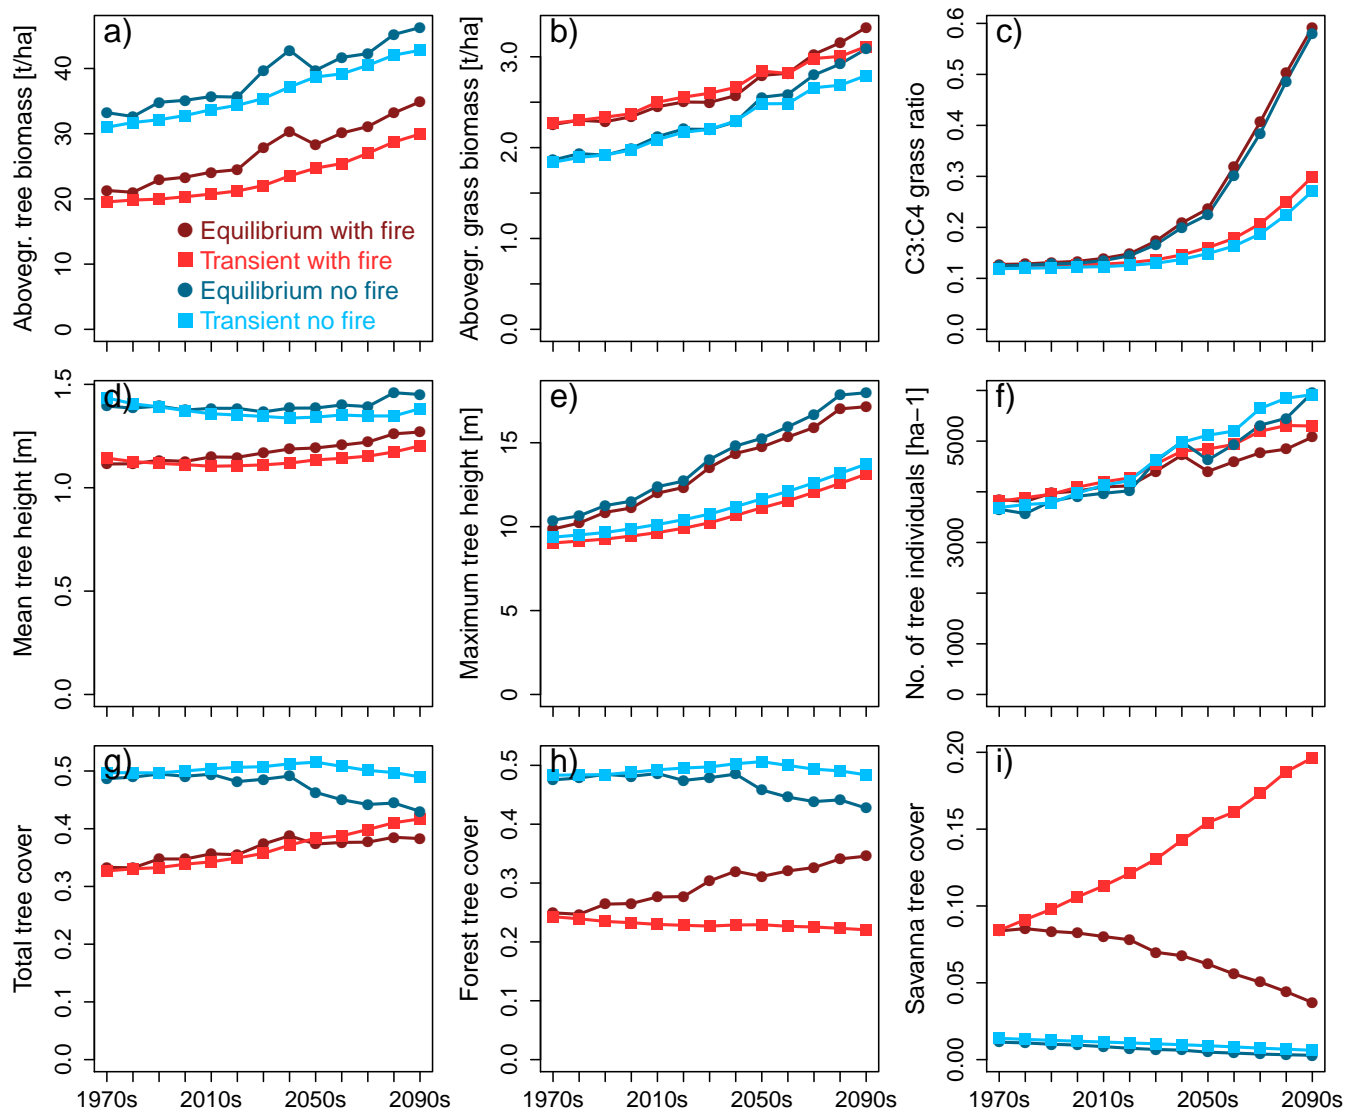 a)
Abovegr. tree biomass [t/ha]
0 10 20 30 40
Equilibrium with fire
Transient with fire
Equilibrium no fire
Transient no fire
b)
Abovegr. grass biomass [t/ha]
0.0 1.0 2.0 3.0
c)
C3:C4 grass ratio
0.0 0.1 0.2 0.3 0.4 0.5 0.6
d)
Mean tree height [m]
0.0 0.5 1.0 1.5
e)
Maximum tree height [m]
0 5 10 15
f)
No. of tree individuals [ha−1]
0 1000 3000 5000
g)
Total tree cover
0.0 0.1 0.2 0.3 0.4 0.5
1970s 2010s 2050s 2090s
h)
Forest tree cover
0.0 0.1 0.2 0.3 0.4 0.5
1970s 2010s 2050s 2090s
i)
Savanna tree cover
0.00 0.05 0.10 0.15 0.20
1970s 2010s 2050s 2090s